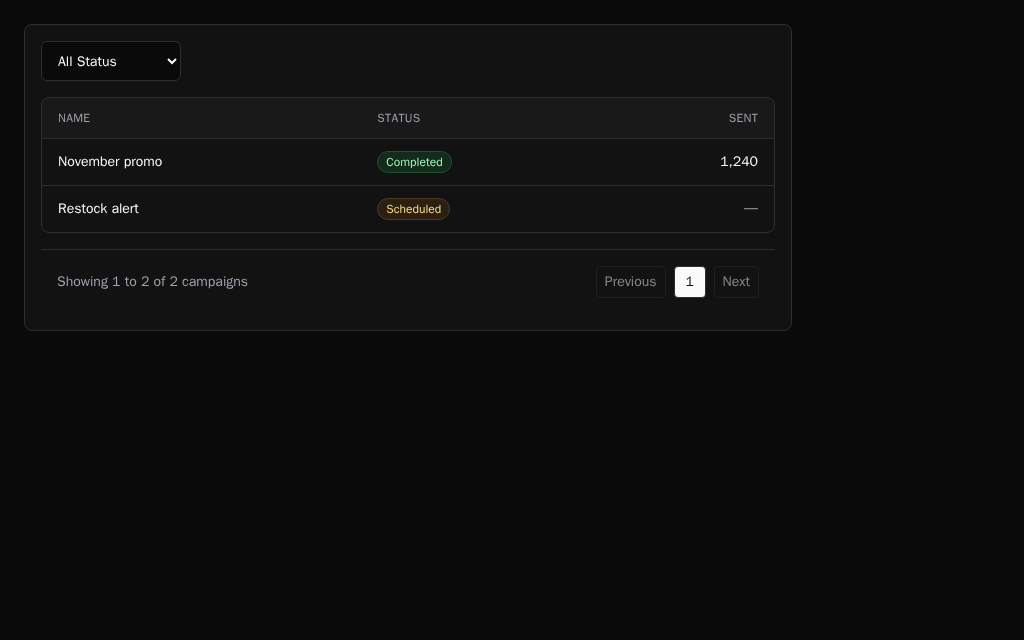 All Status
NAME STATUS SENT
November promo Completed 1,240
Restock alert Scheduled —
Showing 1 to 2 of 2 campaigns Previous 1 Next